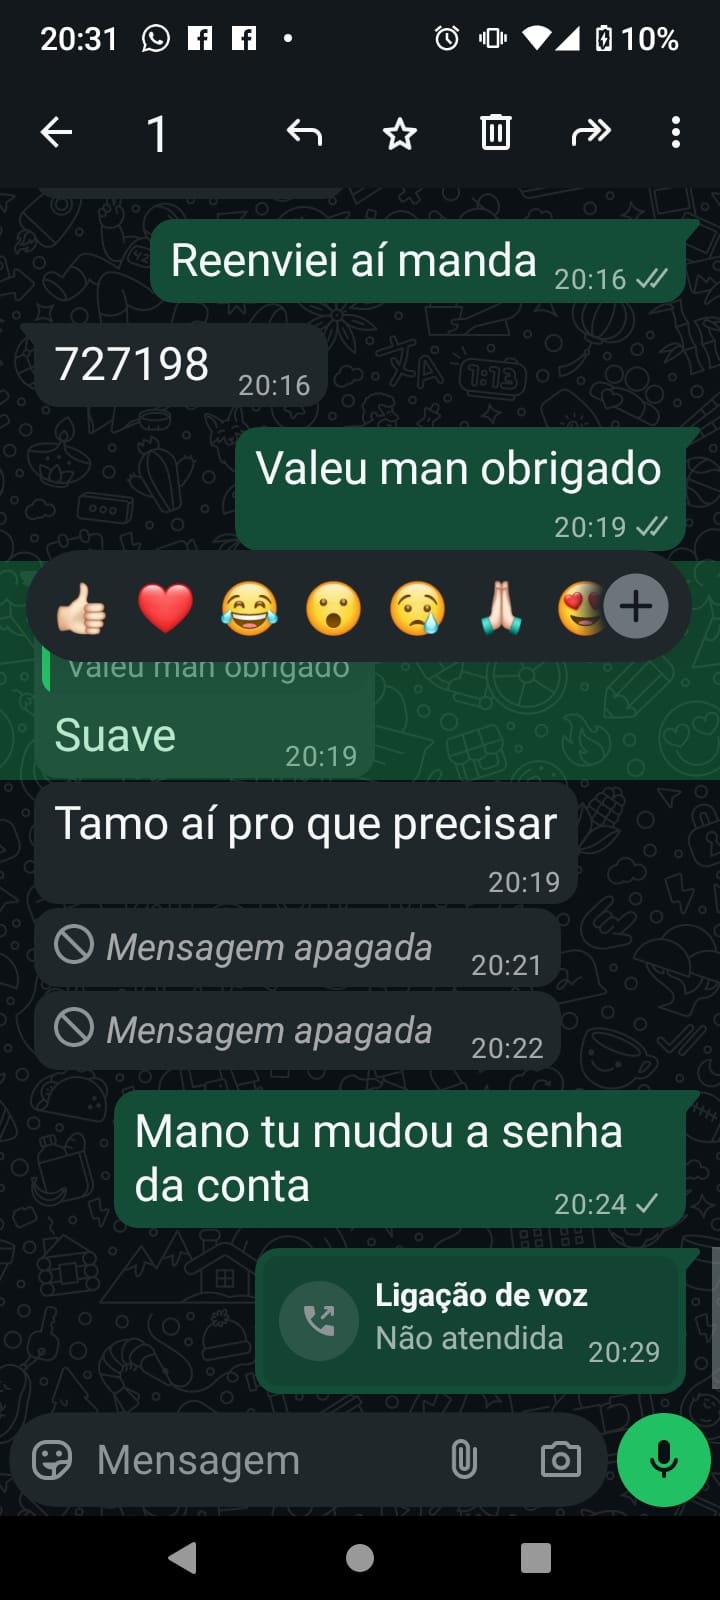 20:31
10%
1
Reenviei aí manda
20:16
727198
20:16
Valeu man obrigado
20:19
Valeu man obrigado
Suave
20:19
Tamo aí pro que precisar
20:19
Mensagem apagada
20:21
Mensagem apagada
20:22
Mano tu mudou a senha
da conta
20:24
Ligação de voz
Não atendida
20:29
Mensagem